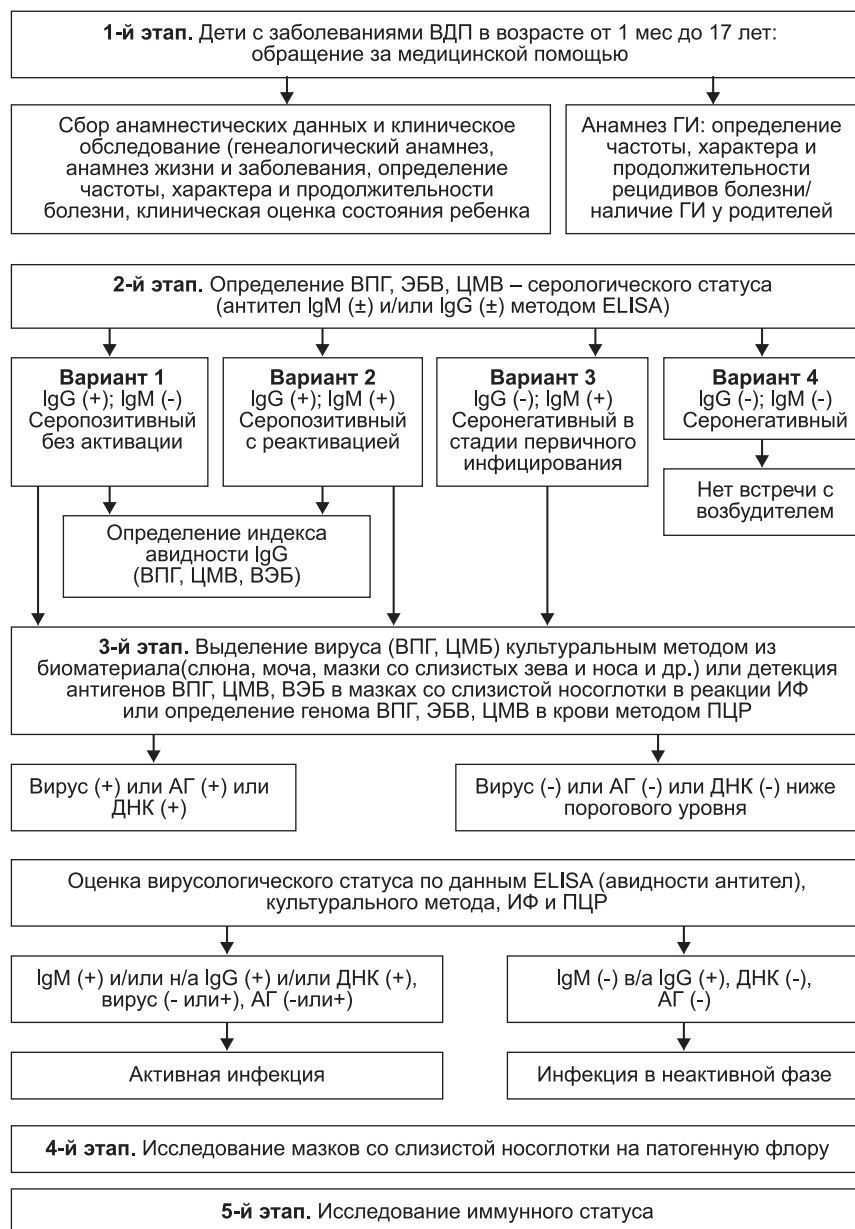 1-й этап. Дети с заболеваниями ВДП в возрасте от 1 мес до 17 лет:
обращение за медицинской помощью
Сбор анамнестических данных и клиническое
обследование (генеалогический анамнез,
анамнез жизни и заболевания, определение
частоты, характера и продолжительности
болезни, клиническая оценка состояния ребенка
Анамнез ГИ: определение
частоты, характера и
продолжительности
рецидивов болезни/
наличие ГИ у родителей
2-й этап. Определение ВПГ, ЭБВ, ЦМВ – серологического статуса
(антител IgM (±) и/или IgG (±) методом ELISA)
Вариант 1
IgG (+); IgM (-)
Серопозитивный
без активации
Вариант 2
IgG (+); IgM (+)
Серопозитивный
с реактивацией
Вариант 3
IgG (-); IgM (+)
Серонегативный в
стадии первичного
инфицирования
Вариант 4
IgG (-); IgM (-)
Серонегативный
Нет встречи с
возбудителем
Определение индекса
авидности IgG
(ВПГ, ЦМВ, ВЭБ)
3-й этап. Выделение вируса (ВПГ, ЦМБ) культуральным методом из
биоматериала(слюна, моча, мазки со слизистых зева и носа и др.) или детекция
антигенов ВПГ, ЦМВ, ВЭБ в мазках со слизистой носоглотки в реакции ИФ
или определение генома ВПГ, ЭБВ, ЦМВ в крови методом ПЦР
Вирус (+) или АГ (+) или
ДНК (+)
Вирус (-) или АГ (-) или ДНК (-) ниже
порогового уровня
Оценка вирусологического статуса по данным ELISA (авидности антител),
культурального метода, ИФ и ПЦР
IgM (+) и/или н/а IgG (+) и/или ДНК (+),
вирус (- или+), АГ (-или+)
IgM (-) в/а IgG (+), ДНК (-),
АГ (-)
Активная инфекция
Инфекция в неактивной фазе
4-й этап. Исследование мазков со слизистой носоглотки на патогенную флору
5-й этап. Исследование иммунного статуса